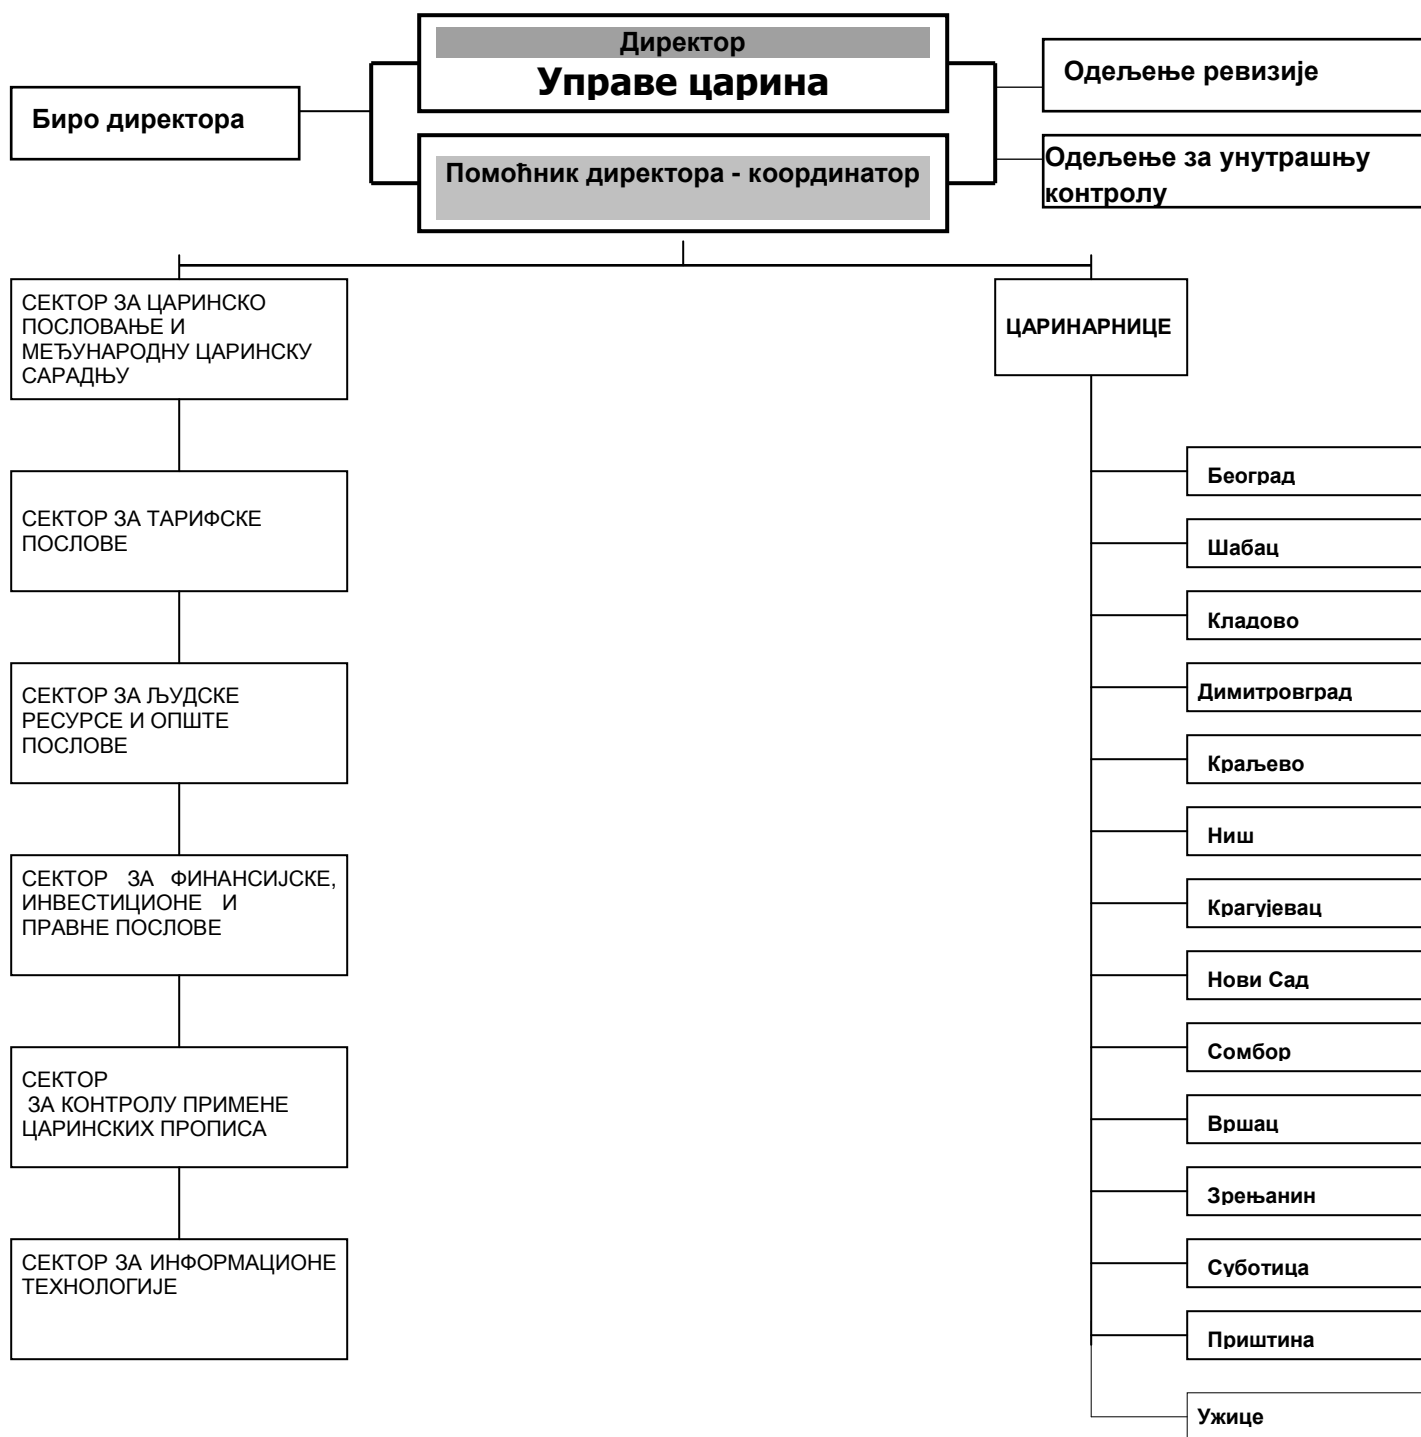 Директор
Управе царина
Биро директора
Помоћник директора - координатор
Одељење ревизије
Одељење за унутрашњу
контролу
СЕКТОР ЗА ЦАРИНСКО
ПОСЛОВАЊЕ И
МЕЂУНАРОДНУ ЦАРИНСКУ
САРАДЊУ
СЕКТОР ЗА ТАРИФСКЕ
ПОСЛОВЕ
СЕКТОР ЗА ЉУДСКЕ
РЕСУРСЕ И ОПШТЕ
ПОСЛОВЕ
СЕКТОР ЗА ФИНАНСИЈСКЕ,
ИНВЕСТИЦИОНЕ И
ПРАВНЕ ПОСЛОВЕ
СЕКТОР
ЗА КОНТРОЛУ ПРИМЕНЕ
ЦАРИНСКИХ ПРОПИСА
СЕКТОР ЗА ИНФОРМАЦИОНЕ
ТЕХНОЛОГИЈЕ
ЦАРИНАРНИЦЕ
Београд
Шабац
Кладово
Димитровград
Краљево
Ниш
Крагујевац
Нови Сад
Сомбор
Вршац
Зрењанин
Суботица
Приштина
Ужице